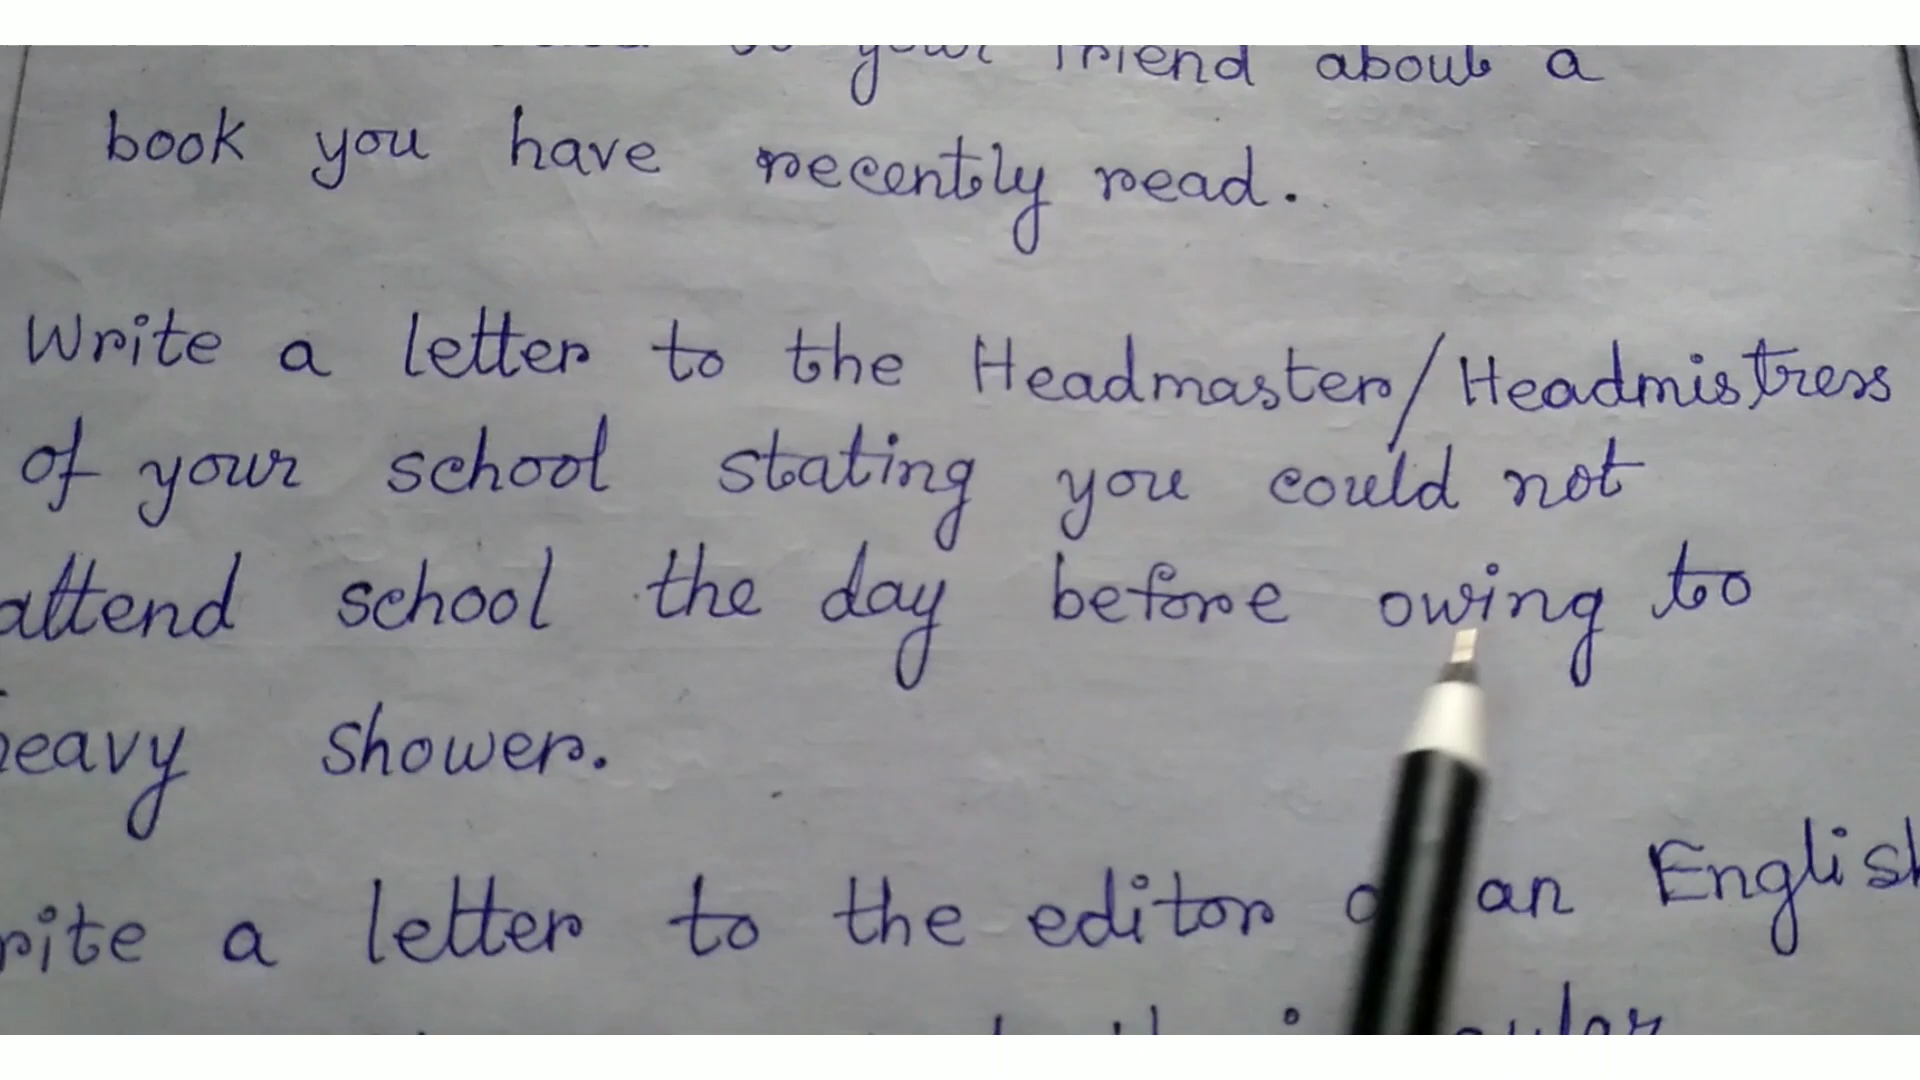 your friend about a
book you have recently read.
Write a letter to the Headmaster/Headmistress
of your school stating you could not
attend school the day before owing to
heavy shower.
rite a letter to the editor an English